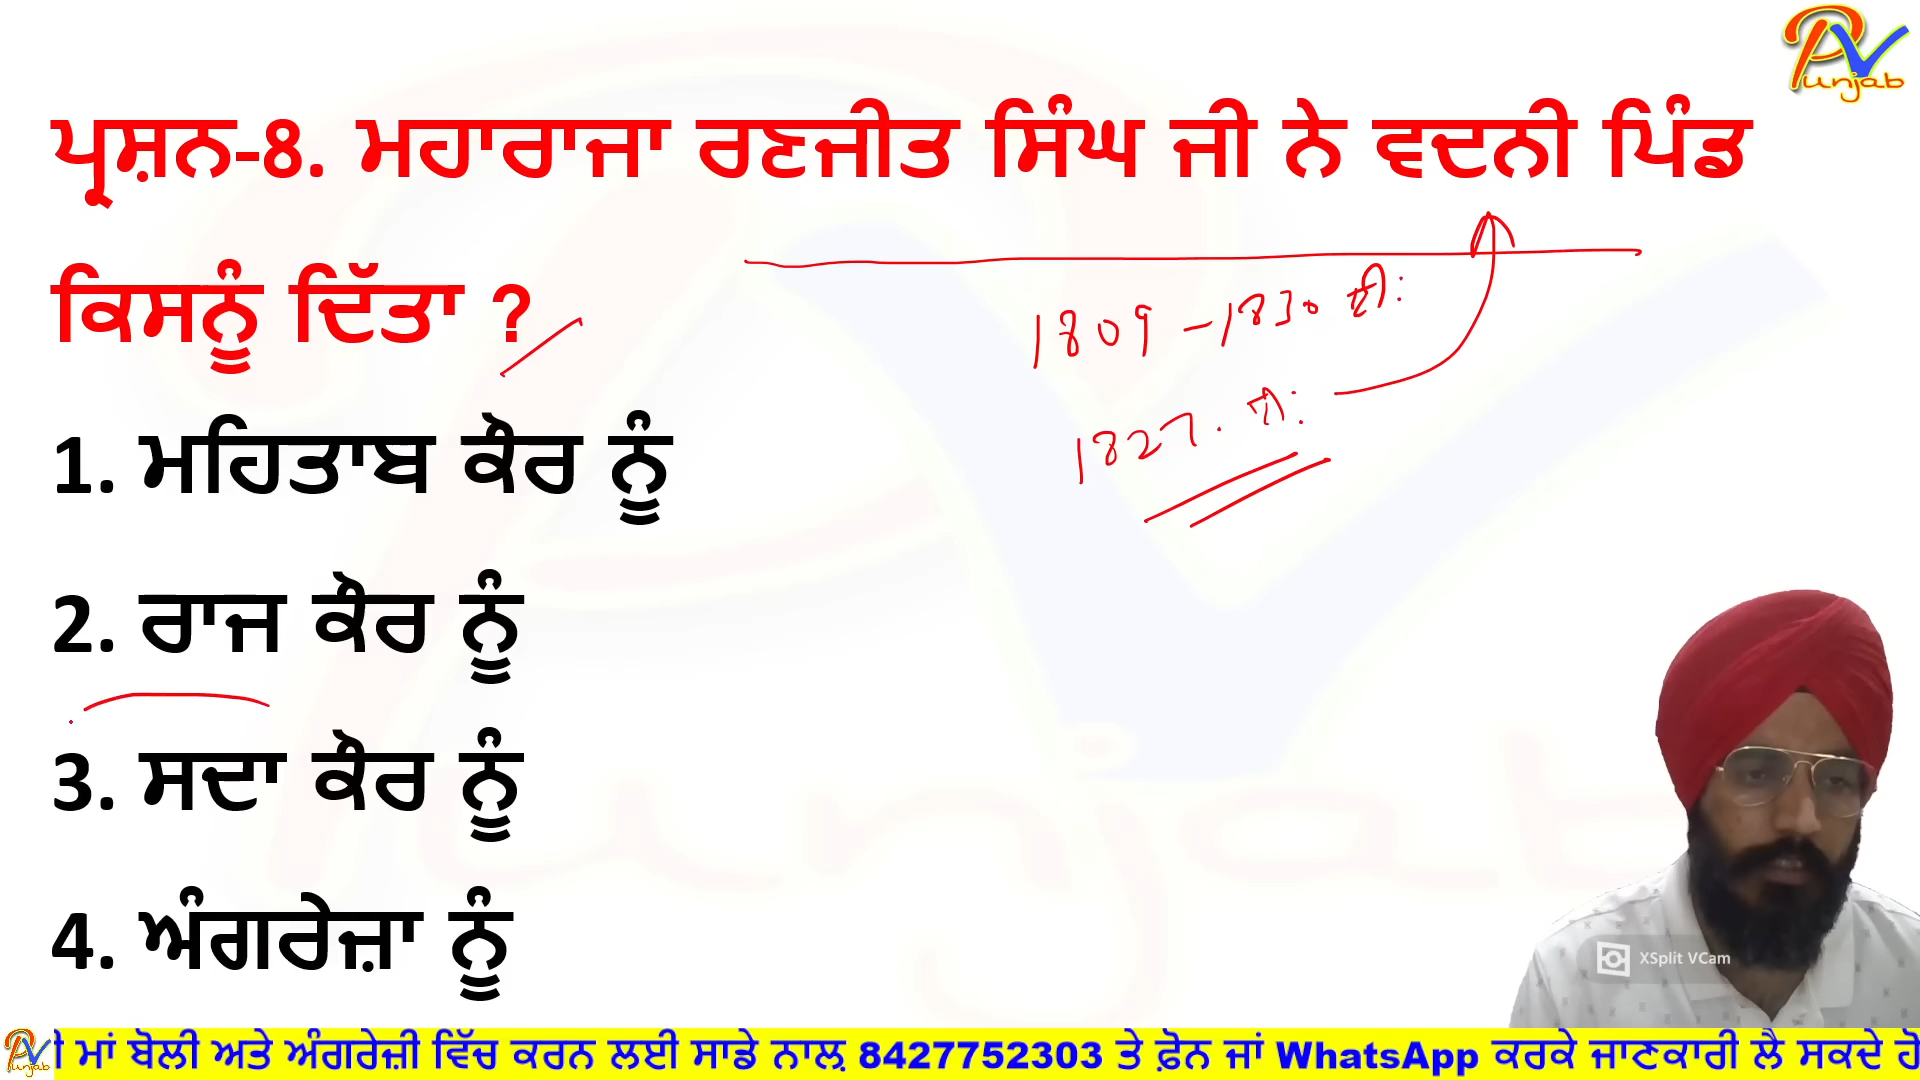 Punjab
ਪ੍ਰਸ਼ਨ-8. ਮਹਾਰਾਜਾ ਰਣਜੀਤ ਸਿੰਘ ਜੀ ਨੇ ਵਦਨੀ ਪਿੰਡ
ਕਿਸਨੂੰ ਦਿੱਤਾ ?
1809 – 1830 ਈ:
1827. ਈ:
1. ਮਹਿਤਾਬ ਕੌਰ ਨੂੰ
2. ਰਾਜ ਕੌਰ ਨੂੰ
3. ਸਦਾ ਕੌਰ ਨੂੰ
4. ਅੰਗਰੇਜ਼ਾ ਨੂੰ
XSplit VCam
ੀ ਮਾਂ ਬੋਲੀ ਅਤੇ ਅੰਗਰੇਜ਼ੀ ਵਿੱਚ ਕਰਨ ਲਈ ਸਾਡੇ ਨਾਲ਼ 8427752303 ਤੇ ਫ਼ੋਨ ਜਾਂ WhatsApp ਕਰਕੇ ਜਾਣਕਾਰੀ ਲੈ ਸਕਦੇ ਹੋ